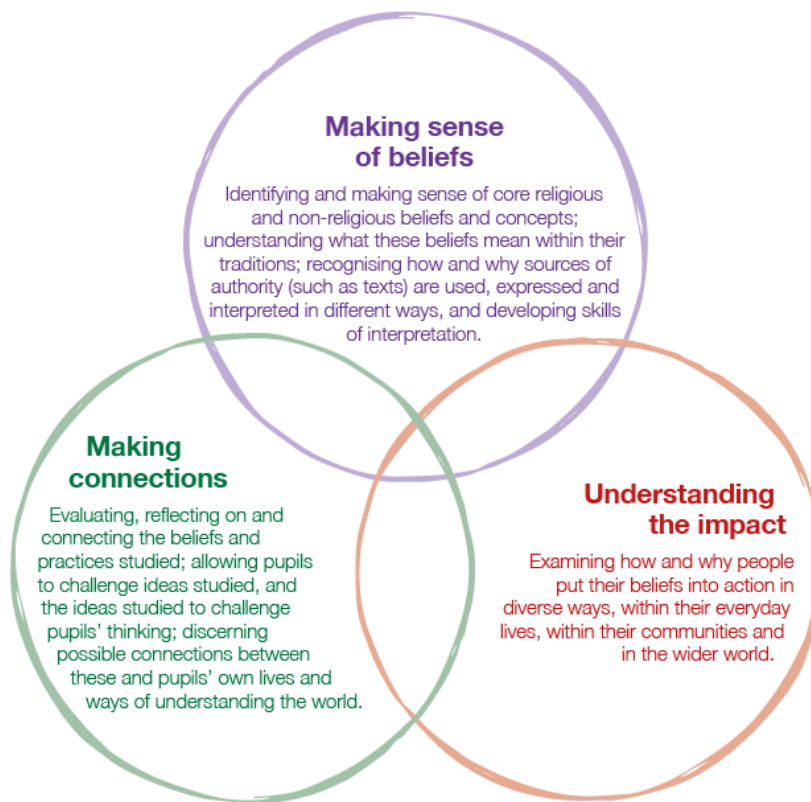 Making sense
of beliefs
Identifying and making sense of core religious
and non-religious beliefs and concepts;
understanding what these beliefs mean within their
traditions; recognising how and why sources of
authority (such as texts) are used, expressed and
interpreted in different ways, and developing skills
of interpretation.
Making
connections
Evaluating, reflecting on and
connecting the beliefs and
practices studied; allowing pupils
to challenge ideas studied, and
the ideas studied to challenge
pupils’ thinking; discerning
possible connections between
these and pupils’ own lives and
ways of understanding the world.
Understanding
the impact
Examining how and why people
put their beliefs into action in
diverse ways, within their everyday
lives, within their communities and
in the wider world.